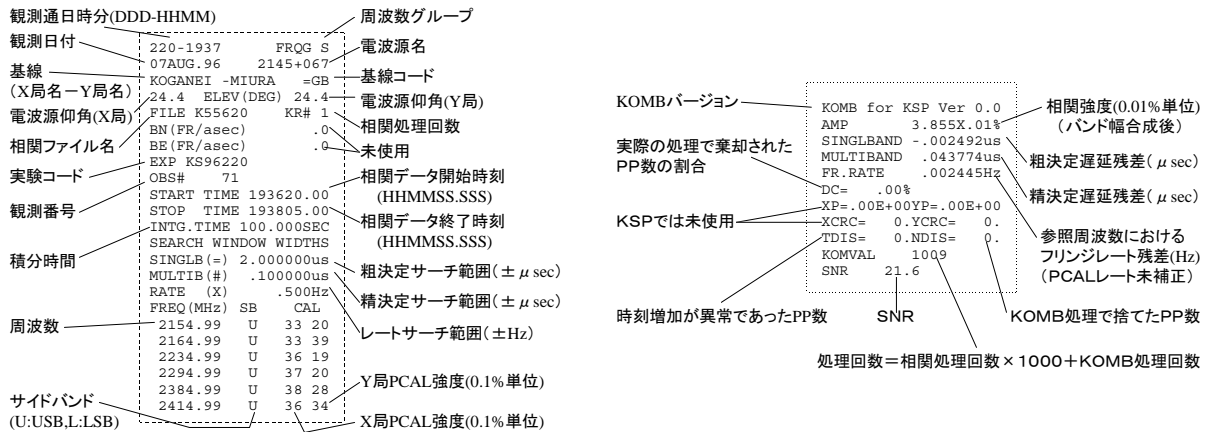 観測通日時分(DDD-HHMM)
観測日付
基線
(X局名－Y局名)
電波源仰角(X局)
相関ファイル名
実験コード
観測番号
積分時間
周波数
サイドバンド
(U:USB,L:LSB)
220-1937 FRQG S
07AUG.96 2145+067
KOGANEI -MIURA =GB
24.4 ELEV(DEG) 24.4
FILE K55620 KR# 1
BN(FR/asec) .0
BE(FR/asec) .0
EXP KS96220
OBS# 71
START TIME 193620.00
STOP TIME 193805.00
INTG.TIME 100.000SEC
SEARCH WINDOW WIDTHS
SINGLB(=) 2.000000us
MULTIB(#) .100000us
RATE (X) .500Hz
FREQ(MHz) SB CAL
2154.99 U 33 20
2164.99 U 33 39
2234.99 U 36 19
2294.99 U 37 20
2384.99 U 38 28
2414.99 U 36 34
周波数グループ
電波源名
基線コード
電波源仰角(Y局)
相関処理回数
未使用
相関データ開始時刻
(HHMMSS.SSS)
相関データ終了時刻
(HHMMSS.SSS)
粗決定サーチ範囲(±μsec)
精決定サーチ範囲(±μsec)
レートサーチ範囲(±Hz)
Y局PCAL強度(0.1%単位)
X局PCAL強度(0.1%単位)
KOMBバージョン
実際の処理で棄却された
PP数の割合
KSPでは未使用
時刻増加が異常であったPP数
KOMB for KSP Ver 0.0
AMP 3.855X.01%
SINGLBAND -.002492us
MULTIBAND .043774us
FR.RATE .002445Hz
DC= .00%
XP=.00E+00YP=.00E+00
XCRC= 0.YCRC= 0.
TDIS= 0.NDIS= 0.
KOMVAL 1009
SNR 21.6
SNR
相関強度(0.01%単位)
(バンド幅合成後)
粗決定遅延残差(μsec)
精決定遅延残差(μsec)
参照周波数における
フリンジレート残差(Hz)
(PCALレート未補正)
KOMB処理で捨てたPP数
処理回数＝相関処理回数×1000＋KOMB処理回数